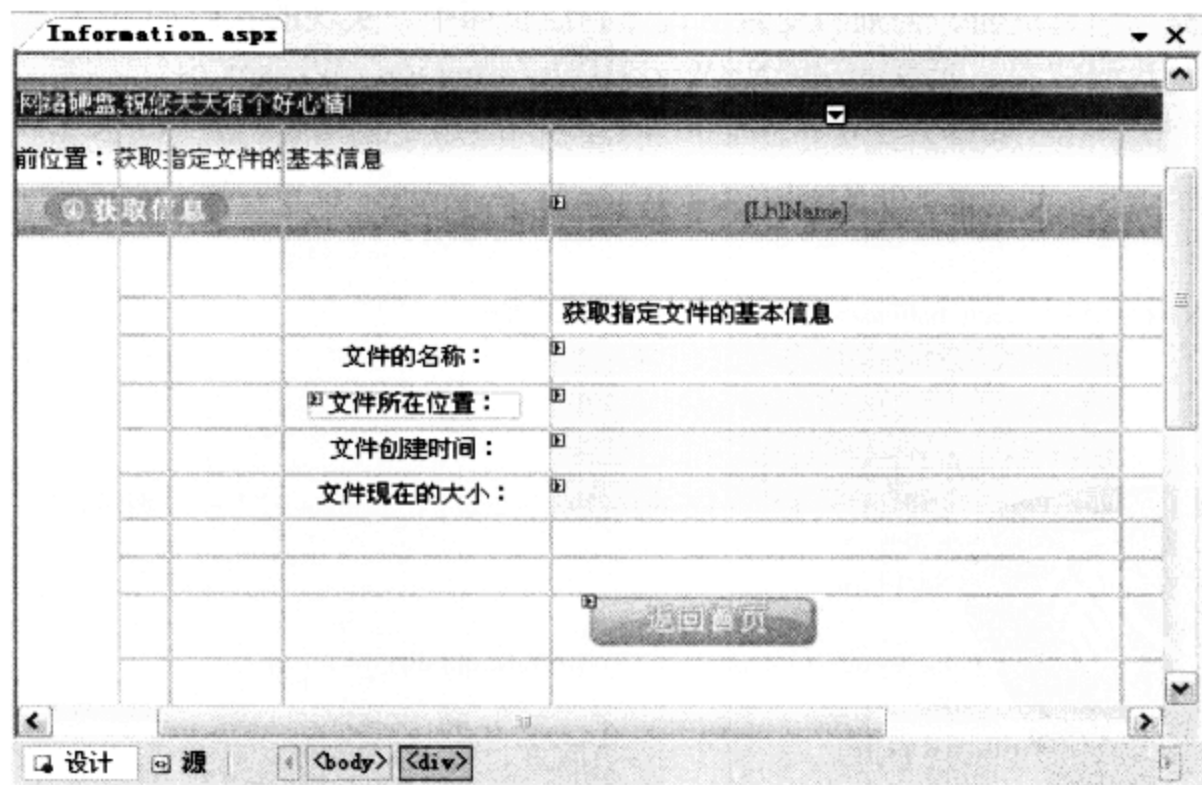 Information.aspx
网络硬盘,祝您天天有个好心情!
前位置：获取指定文件的基本信息
获取信息
[LblName]
获取指定文件的基本信息
文件的名称：
文件所在位置：
文件创建时间：
文件现在的大小：
返回首页
设计 源 <body> <div>